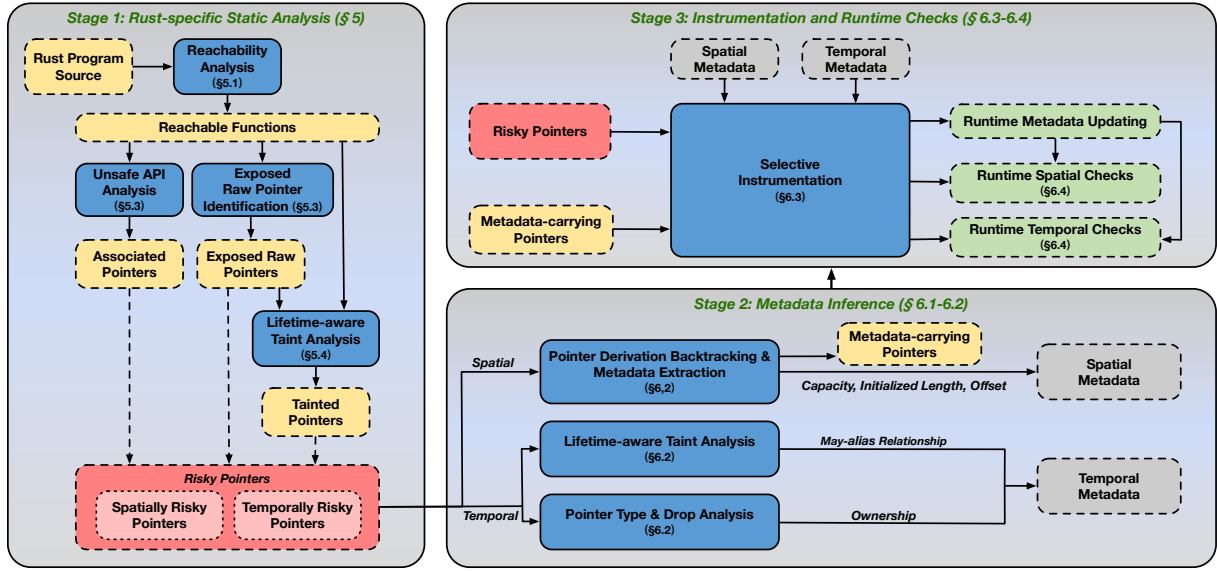 Stage 1: Rust-specific Static Analysis (§ 5)
Rust Program
Source
Reachability
Analysis
(§5.1)
Reachable Functions
Unsafe API
Analysis
(§5.3)
Exposed
Raw Pointer
Identification (§5.3)
Associated
Pointers
Exposed Raw
Pointers
Lifetime-aware
Taint Analysis
(§5.4)
Tainted
Pointers
Risky Pointers
Spatially Risky
Pointers
Temporally Risky
Pointers
Stage 3: Instrumentation and Runtime Checks (§ 6.3-6.4)
Spatial
Metadata
Temporal
Metadata
Risky Pointers
Metadata-carrying
Pointers
Selective
Instrumentation
(§6.3)
Runtime Metadata Updating
Runtime Spatial Checks
(§6.4)
Runtime Temporal Checks
(§6.4)
Stage 2: Metadata Inference (§ 6.1-6.2)
Spatial
Temporal
Pointer Derivation Backtracking &
Metadata Extraction
(§6,2)
Metadata-carrying
Pointers
Capacity, Initialized Length, Offset
Spatial
Metadata
Lifetime-aware Taint Analysis
(§6.2)
May-alias Relationship
Pointer Type & Drop Analysis
(§6.2)
Ownership
Temporal
Metadata